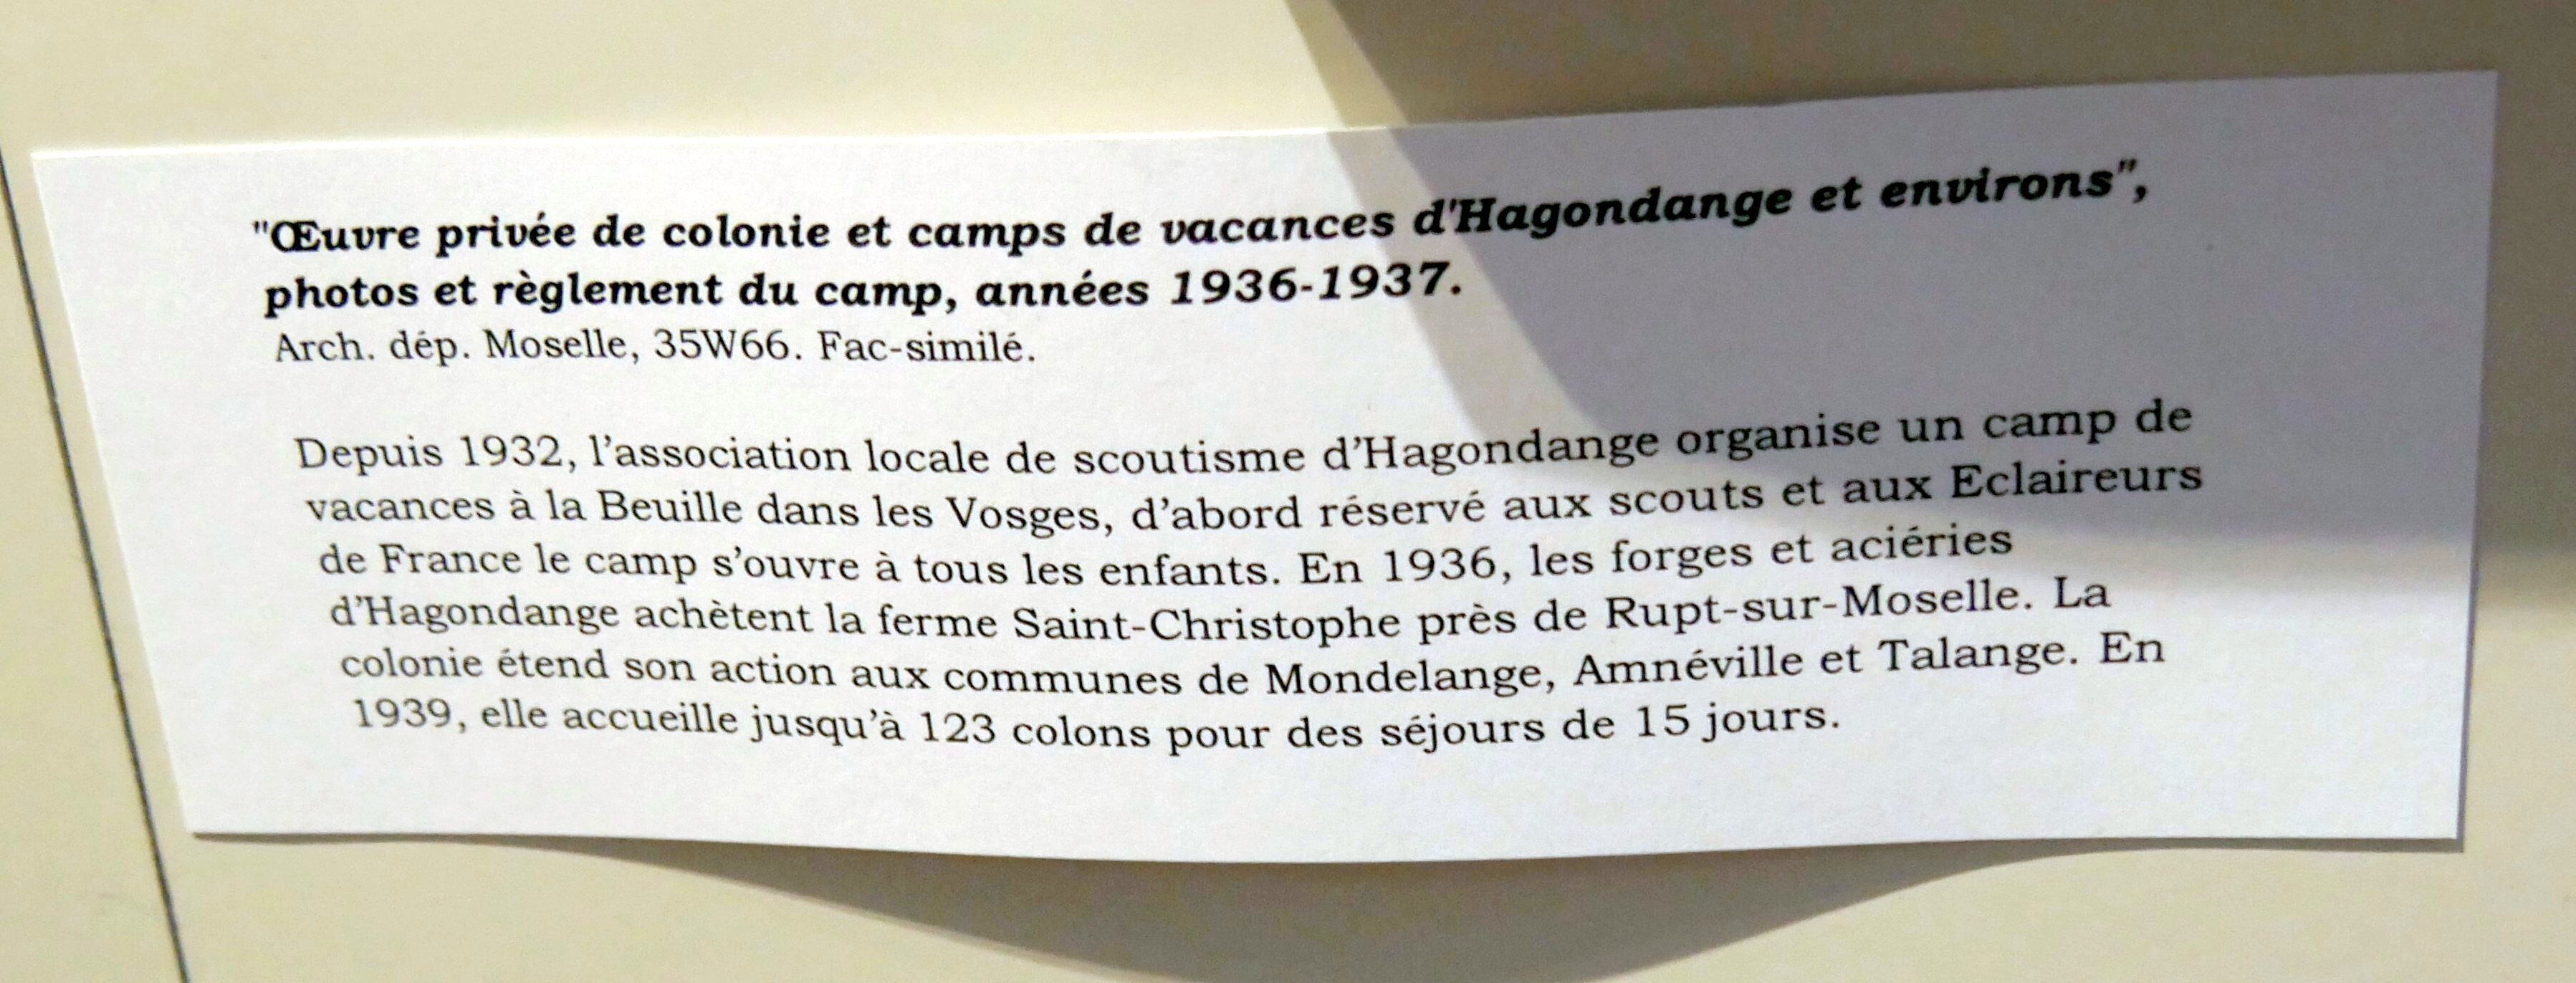 "Œuvre privée de colonie et camps de vacances d'Hagondange et environs",
photos et règlement du camp, années 1936-1937.
Arch. dép. Moselle, 35W66. Fac-similé.
Depuis 1932, l’association locale de scoutisme d’Hagondange organise un camp de
vacances à la Beuille dans les Vosges, d’abord réservé aux scouts et aux Eclaireurs
de France le camp s’ouvre à tous les enfants. En 1936, les forges et aciéries
d’Hagondange achètent la ferme Saint-Christophe près de Rupt-sur-Moselle. La
colonie étend son action aux communes de Mondelange, Amnéville et Talange. En
1939, elle accueille jusqu’à 123 colons pour des séjours de 15 jours.